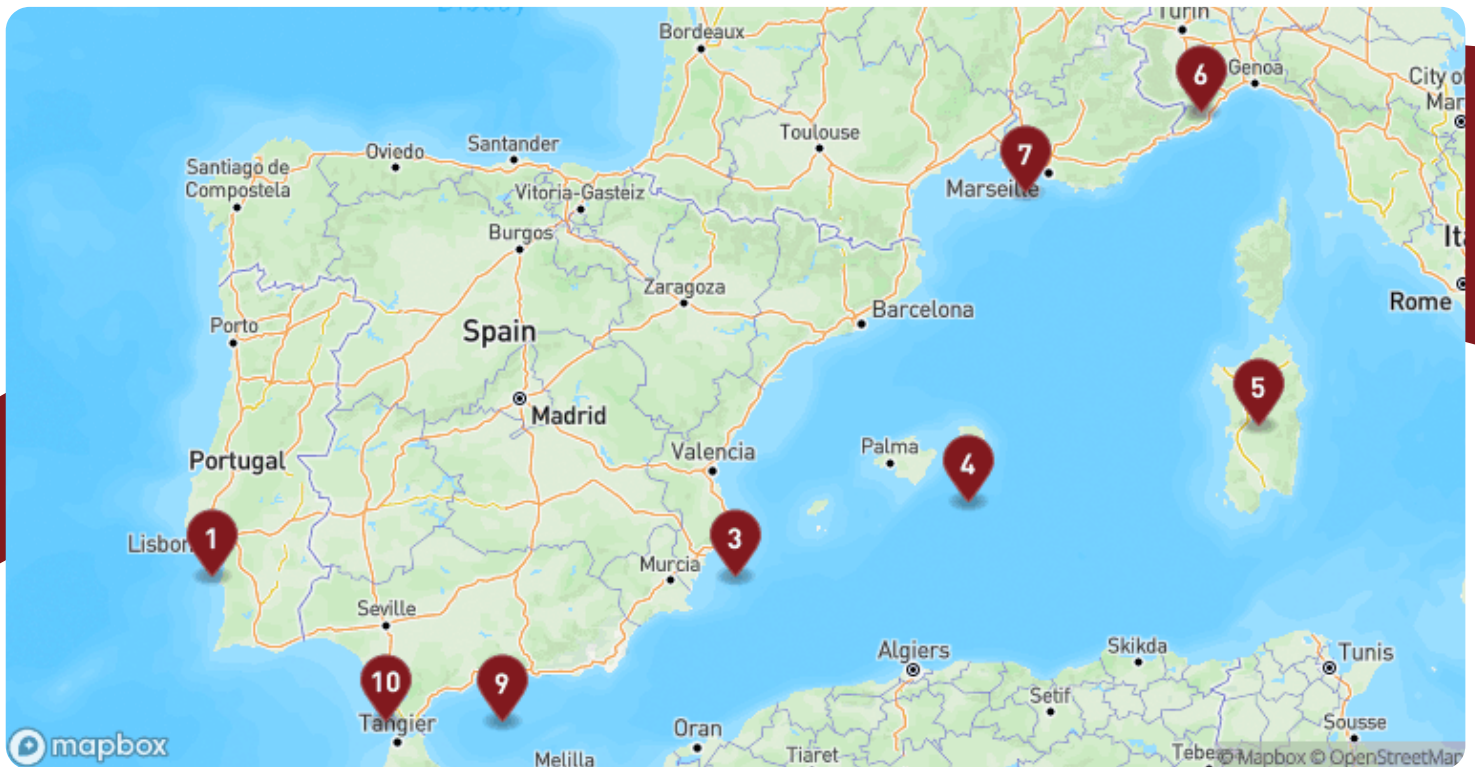 Turin
Bordeaux
Genoa
6
City of
Mar
Toulouse
Santander
Oviedo
7
Santiago de
Compostela
Marseille
Vitoria-Gasteiz
Burgos
Rome
Zaragoza
Barcelona
Porto
Spain
5
Madrid
Palma
Valencia
4
Portugal
1
3
Murcia
Seville
Algiers
Skikda
Tunis
10
9
Setif
Tangier
Oran
Sousse
mapbox
Melilla
Tiaret
© Mapbox © OpenStreetMap